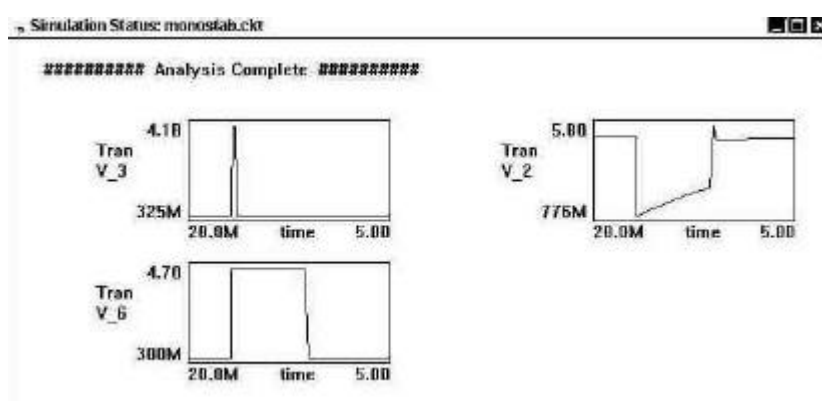 Simulation Status: monostab.ckt
########## Analysis Complete ##########
4.18
Tran
V_3
325M
20.0M time 5.00
5.80
Tran
V_2
776M
20.0M time 5.00
4.70
Tran
V_6
300M
20.0M time 5.00